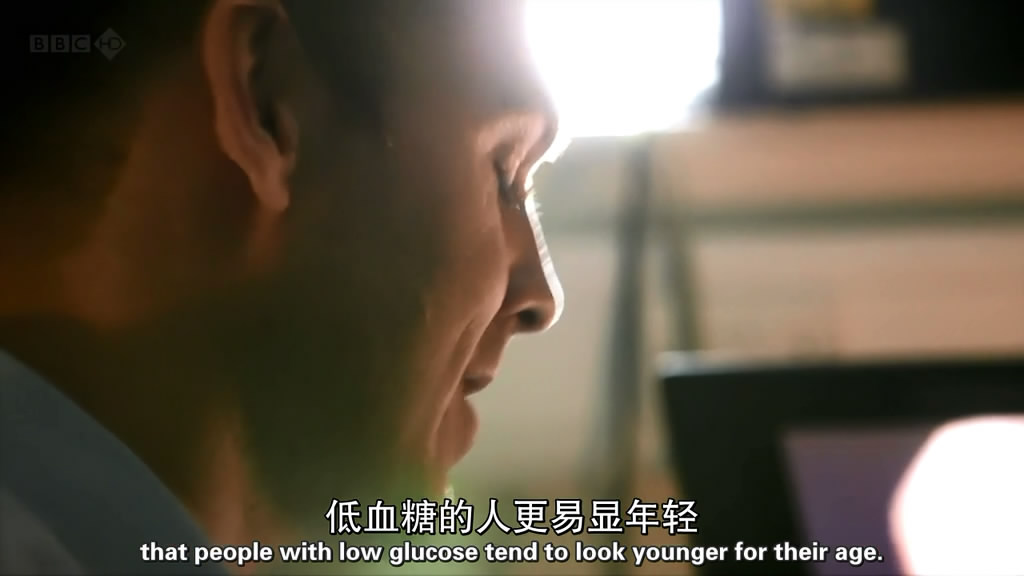 BBC HD
低血糖的人更易显年轻
that people with low glucose tend to look younger for their age.